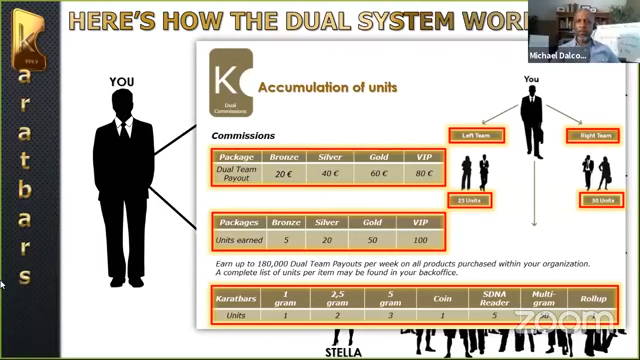 HERE'S HOW THE DUAL SYSTEM WOR
Michael Dalco...
K
999.9
Karatbars
YOU
K
Dual
Commissions
Accumulation of units
You
Left Team
Right Team
25 Units
50 Units
Commissions
Package Bronze Silver Gold VIP
Dual Team Payout 20 € 40 € 60 € 80 €
Packages Bronze Silver Gold VIP
Units earned 5 20 50 100
Earn up to 180,000 Dual Team Payouts per week on all products purchased within your organization.
A complete list of units per item may be found in your backoffice.
Karatbars 1 gram 2,5 gram 5 gram Coin SDNA Reader Multi-gram Rollup
Units 1 2 3 1 5
zoom
STELLA